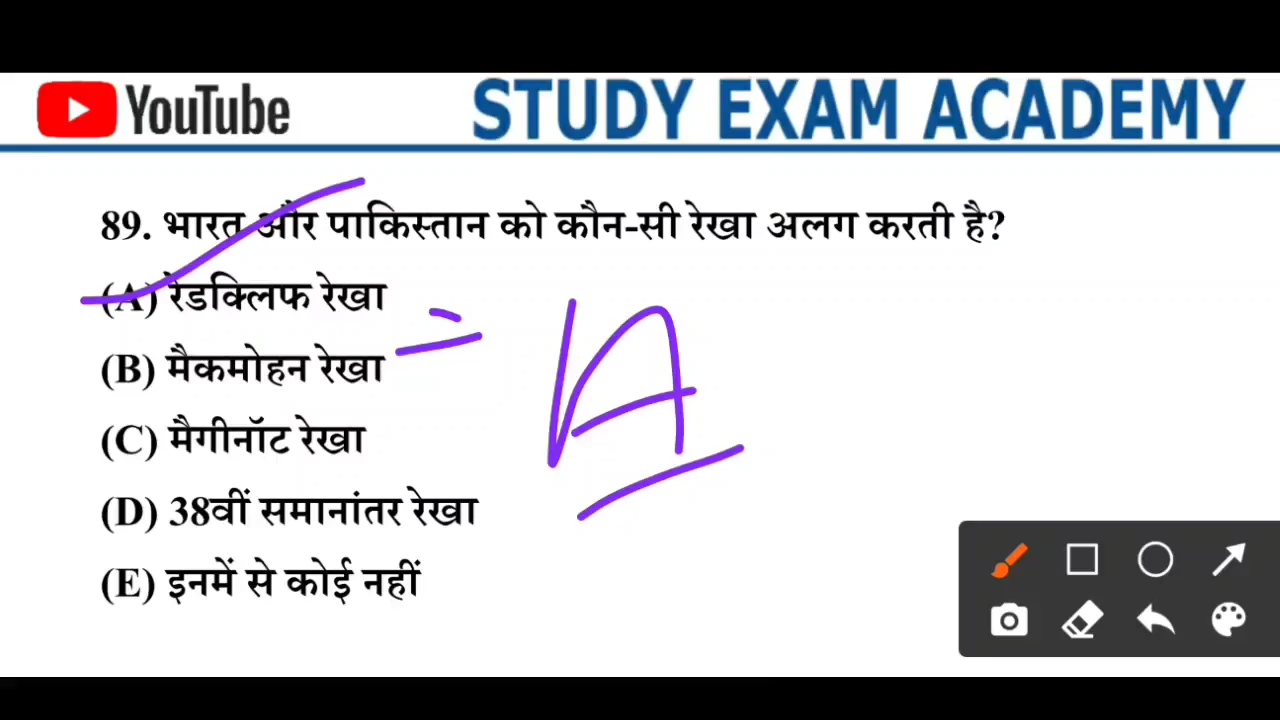 YouTube STUDY EXAM ACADEMY
89. भारत और पाकिस्तान को कौन-सी रेखा अलग करती है?
(A) रेडक्लिफ रेखा
(B) मैकमोहन रेखा
(C) मैगीनॉट रेखा
(D) 38वीं समानांतर रेखा
(E) इनमें से कोई नहीं
= A